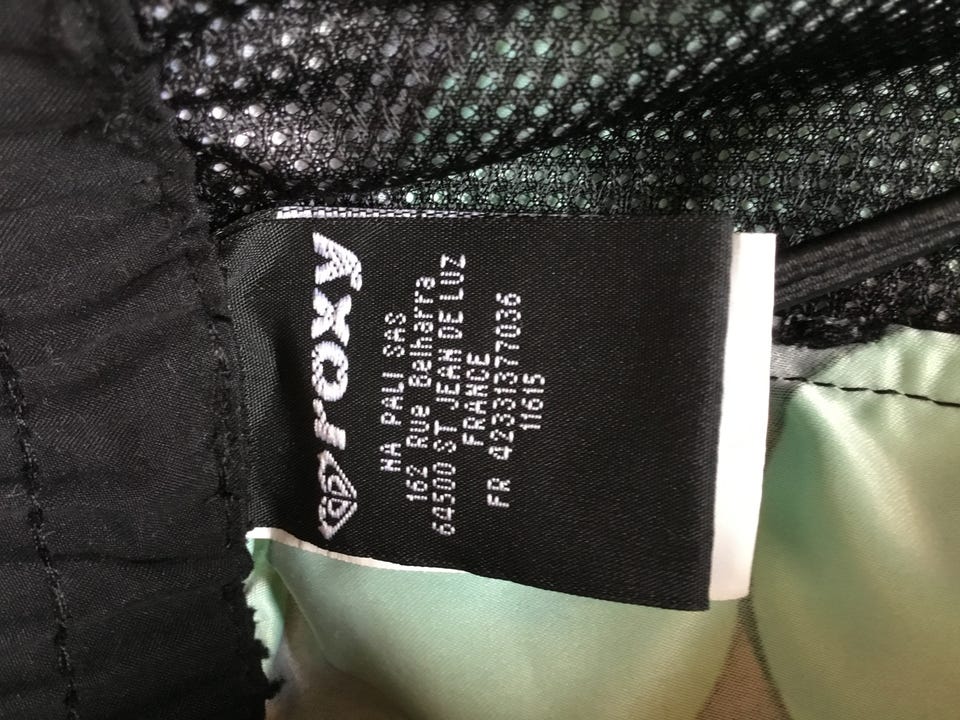 roxy
NA PALI SAS
162 Rue Belharra
64500 ST JEAN DE LUZ
FRANCE
FR 42331377036
11615